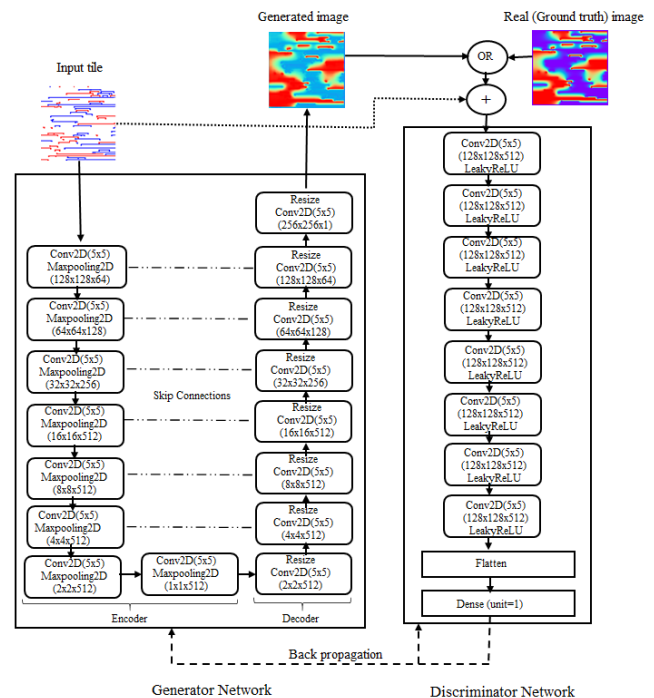 Generated image
Real (Ground truth) image
Input tile
OR
+
Conv2D(5x5)
Maxpooling2D
(128x128x64)
Conv2D(5x5)
Maxpooling2D
(64x64x128)
Conv2D(5x5)
Maxpooling2D
(32x32x256)
Conv2D(5x5)
Maxpooling2D
(16x16x512)
Conv2D(5x5)
Maxpooling2D
(8x8x512)
Conv2D(5x5)
Maxpooling2D
(4x4x512)
Conv2D(5x5)
Maxpooling2D
(2x2x512)
Conv2D(5x5)
Maxpooling2D
(1x1x512)
Skip Connections
Resize
Conv2D(5x5)
(256x256x1)
Resize
Conv2D(5x5)
(128x128x64)
Resize
Conv2D(5x5)
(64x64x128)
Resize
Conv2D(5x5)
(32x32x256)
Resize
Conv2D(5x5)
(16x16x512)
Resize
Conv2D(5x5)
(8x8x512)
Resize
Conv2D(5x5)
(4x4x512)
Resize
Conv2D(5x5)
(2x2x512)
Encoder
Decoder
Conv2D(5x5)
(128x128x512)
LeakyReLU
Conv2D(5x5)
(128x128x512)
LeakyReLU
Conv2D(5x5)
(128x128x512)
LeakyReLU
Conv2D(5x5)
(128x128x512)
LeakyReLU
Conv2D(5x5)
(128x128x512)
LeakyReLU
Conv2D(5x5)
(128x128x512)
LeakyReLU
Conv2D(5x5)
(128x128x512)
LeakyReLU
Conv2D(5x5)
(128x128x512)
LeakyReLU
Flatten
Dense (unit=1)
Back propagation
Generator Network
Discriminator Network